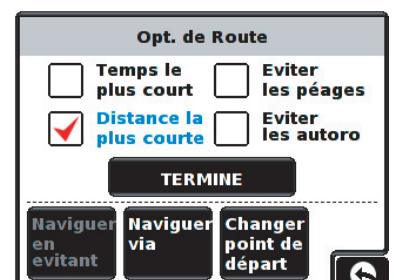 Opt. de Route
Temps le
plus court
Eviter
les péages
Distance la
plus courte
Eviter
les autoro
TERMINE
Naviguer
en
evitant
Naviguer
via
Changer
point de
départ